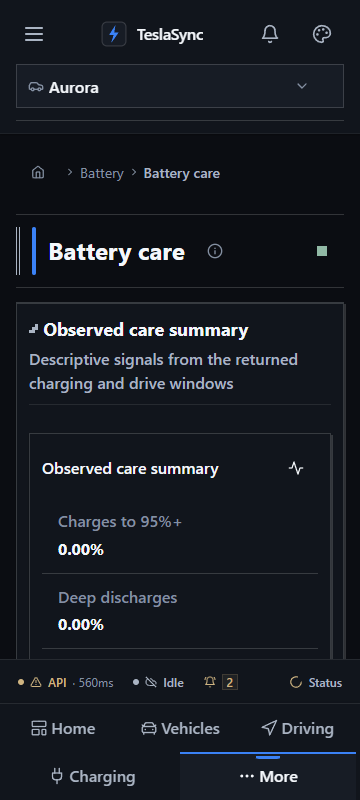 TeslaSync
Aurora
Battery
Battery care
Battery care
Observed care summary
Descriptive signals from the returned
charging and drive windows
Observed care summary
Charges to 95%+
0.00%
Deep discharges
0.00%
API · 560ms Idle 2 Status
Home Vehicles Driving
Charging More